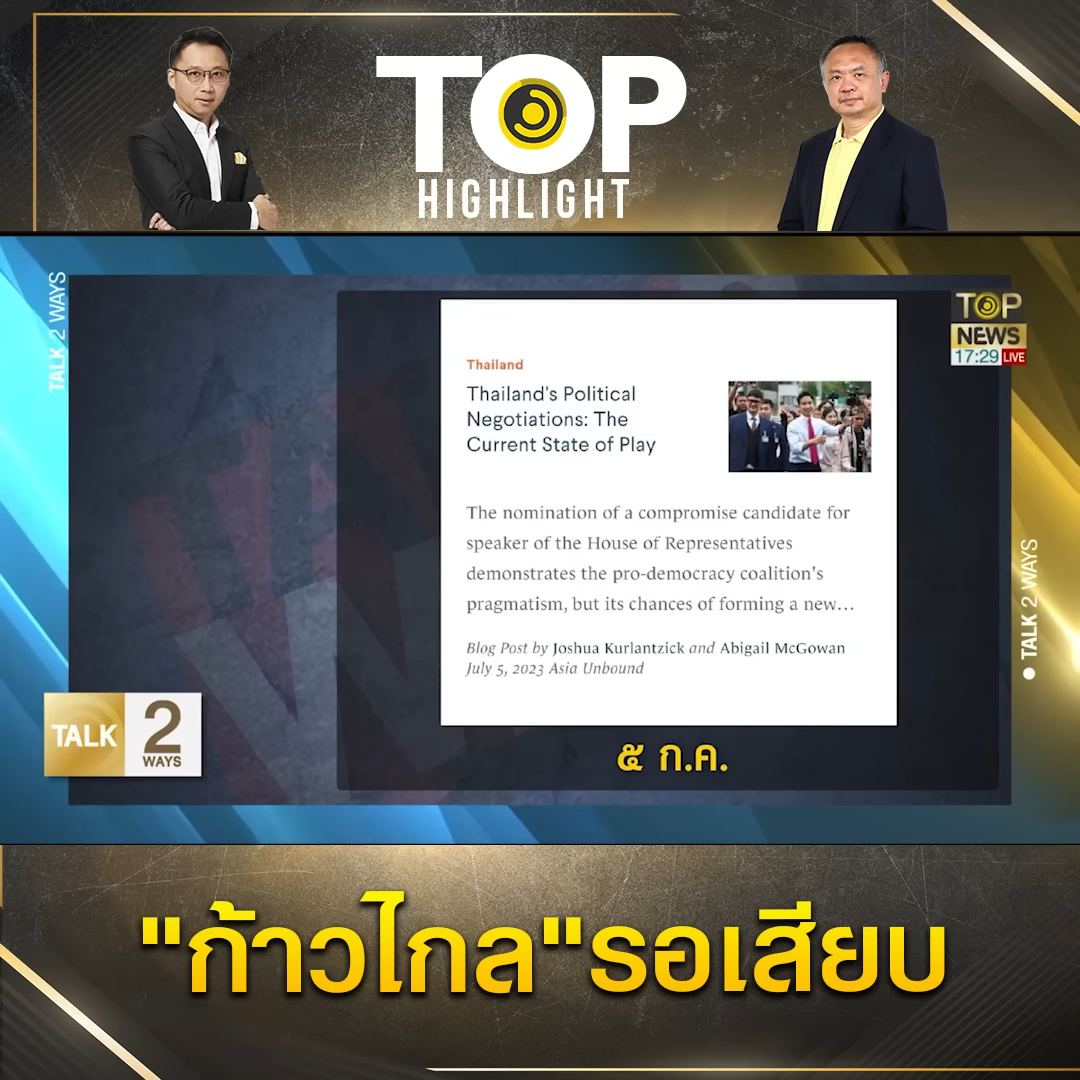 TOP
HIGHLIGHT
TALK 2 WAYS
TOP
NEWS
17:29 LIVE
Thailand
Thailand's Political
Negotiations: The
Current State of Play
The nomination of a compromise candidate for
speaker of the House of Representatives
demonstrates the pro-democracy coalition's
pragmatism, but its chances of forming a new…
Blog Post by Joshua Kurlantzick and Abigail McGowan
July 5, 2023 Asia Unbound
TALK 2 WAYS
TALK 2
WAYS
๕ ก.ค.
"ก้าวไกล"รอเสียบ